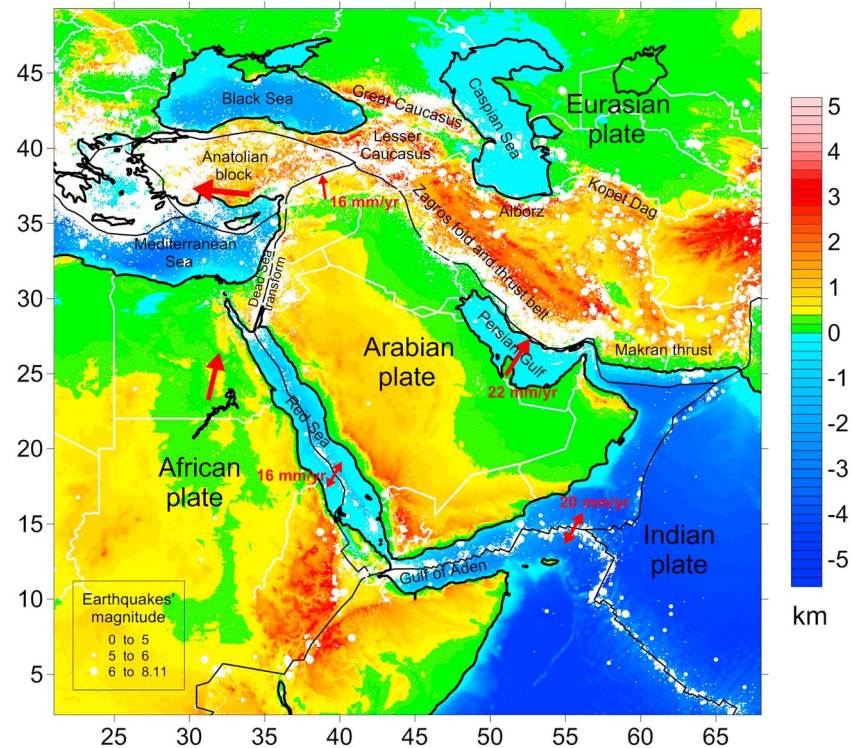 45
40
35
30
25
20
15
10
5
25
30
35
40
45
50
55
60
65
Black Sea
Great Caucasus
Caspian Sea
Eurasian
plate
Lesser
Caucasus
Anatolian
block
16 mm/yr
Kopet Dag
Alborz
Zagros fold and thrust belt
Mediterranean
Sea
Dead Sea
Transform
Persian Gulf
Makran thrust
Arabian
plate
22 mm/yr
Red Sea
African
plate
16 mm/yr
20 mm/yr
Indian
plate
Gulf of Aden
Earthquakes'
magnitude
0 to 5
5 to 6
6 to 8.11
5
4
3
2
1
0
-1
-2
-3
-4
-5
km